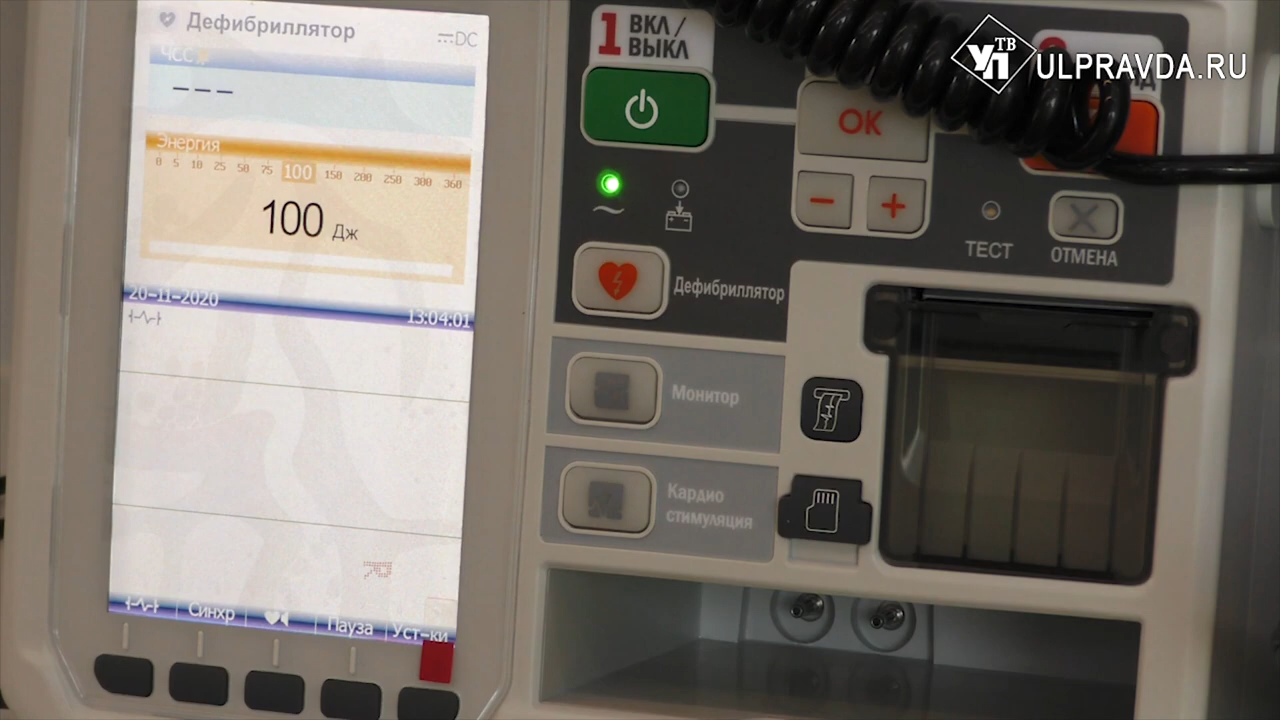 Дефибриллятор
DC
ЧСС
---
Энергия
0 5 10 25 50 75 100 150 200 250 300 360
100 Дж
20-11-2020
13:04:01
Синхр
Пауза
Уст-ки
1 ВКЛ /
ВЫКЛ
OK
− +
ТЕСТ
ОТМЕНА
Дефибриллятор
Монитор
Кардио
стимуляция
УП ТВ
ULPRAVDA.RU